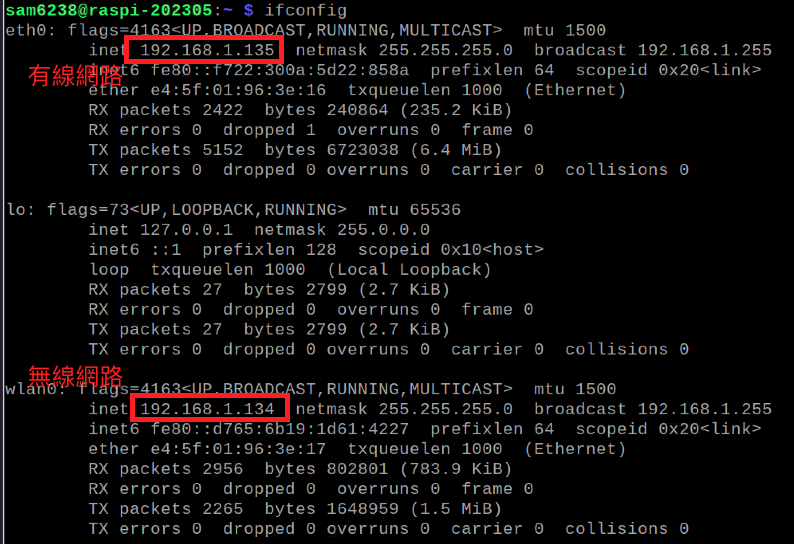 sam6238@raspi-202305:~ $ ifconfig
eth0: flags=4163<UP,BROADCAST,RUNNING,MULTICAST>  mtu 1500
inet 192.168.1.135  netmask 255.255.255.0  broadcast 192.168.1.255
有線網路
inet6 fe80::f722:300a:5d22:858a  prefixlen 64  scopeid 0x20<link>
ether e4:5f:01:96:3e:16  txqueuelen 1000  (Ethernet)
RX packets 2422  bytes 240864 (235.2 KiB)
RX errors 0  dropped 1  overruns 0  frame 0
TX packets 5152  bytes 6723038 (6.4 MiB)
TX errors 0  dropped 0 overruns 0  carrier 0  collisions 0
lo: flags=73<UP,LOOPBACK,RUNNING>  mtu 65536
inet 127.0.0.1  netmask 255.0.0.0
inet6 ::1  prefixlen 128  scopeid 0x10<host>
loop  txqueuelen 1000  (Local Loopback)
RX packets 27  bytes 2799 (2.7 KiB)
RX errors 0  dropped 0  overruns 0  frame 0
TX packets 27  bytes 2799 (2.7 KiB)
TX errors 0  dropped 0 overruns 0  carrier 0  collisions 0
無線網路
wlan0: flags=4163<UP,BROADCAST,RUNNING,MULTICAST>  mtu 1500
inet 192.168.1.134  netmask 255.255.255.0  broadcast 192.168.1.255
inet6 fe80::d765:6b19:1d61:4227  prefixlen 64  scopeid 0x20<link>
ether e4:5f:01:96:3e:17  txqueuelen 1000  (Ethernet)
RX packets 2956  bytes 802801 (783.9 KiB)
RX errors 0  dropped 0  overruns 0  frame 0
TX packets 2265  bytes 1648959 (1.5 MiB)
TX errors 0  dropped 0 overruns 0  carrier 0  collisions 0